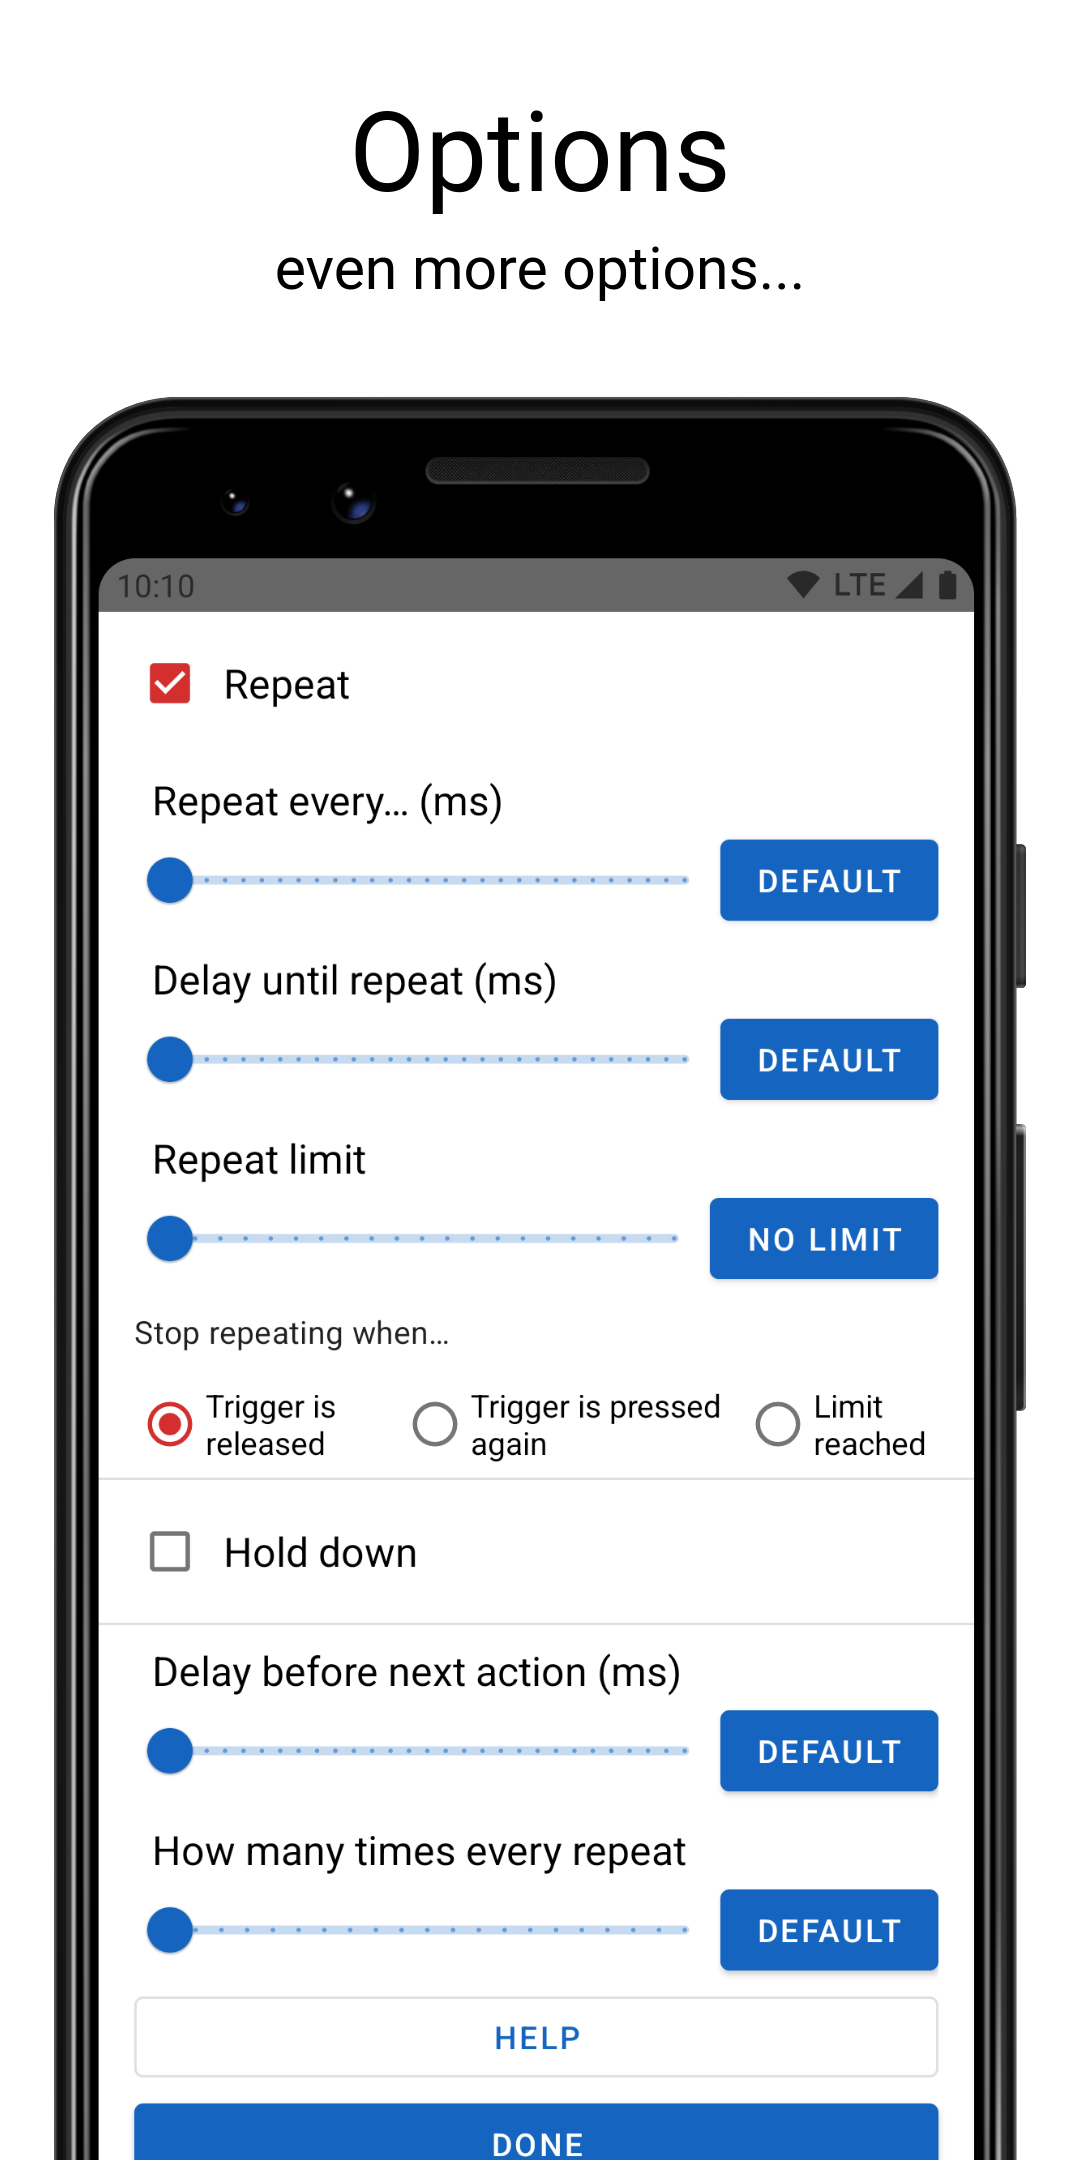 Options
even more options...
10:10 LTE
Repeat
Repeat every… (ms)
DEFAULT
Delay until repeat (ms)
DEFAULT
Repeat limit
NO LIMIT
Stop repeating when…
Trigger is
released
Trigger is pressed
again
Limit
reached
Hold down
Delay before next action (ms)
DEFAULT
How many times every repeat
DEFAULT
HELP
DONE